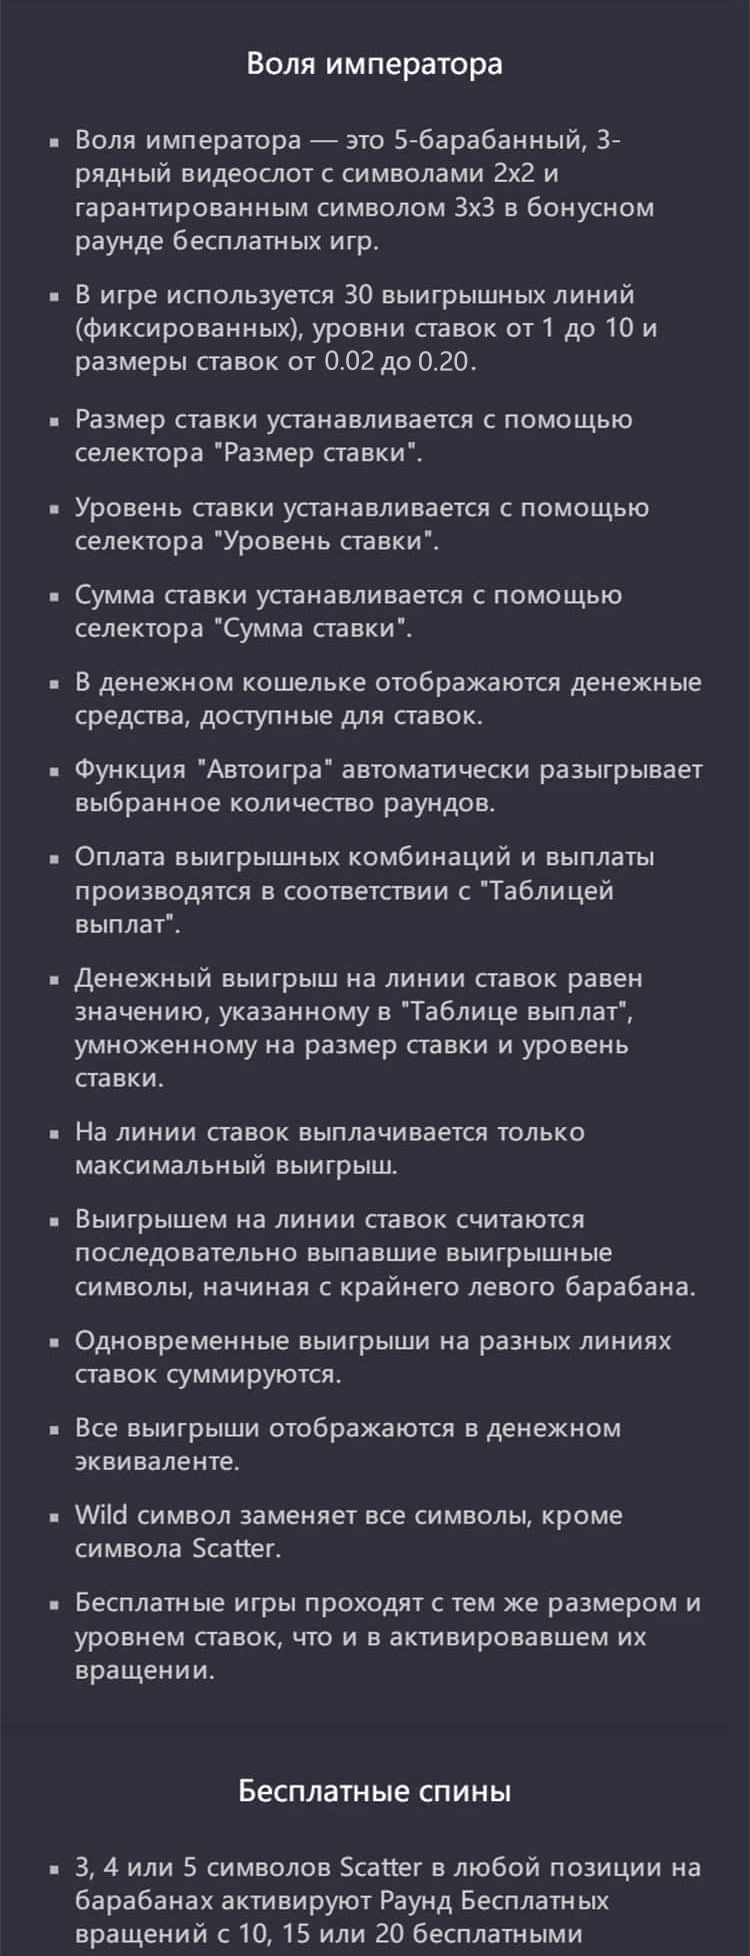 Воля императора
▪ Воля императора — это 5-барабанный, 3-
рядный видеослот с символами 2x2 и
гарантированным символом 3x3 в бонусном
раунде бесплатных игр.
▪ В игре используется 30 выигрышных линий
(фиксированных), уровни ставок от 1 до 10 и
размеры ставок от 0.02 до 0.20.
▪ Размер ставки устанавливается с помощью
селектора "Размер ставки".
▪ Уровень ставки устанавливается с помощью
селектора "Уровень ставки".
▪ Сумма ставки устанавливается с помощью
селектора "Сумма ставки".
▪ В денежном кошельке отображаются денежные
средства, доступные для ставок.
▪ Функция "Автоигра" автоматически разыгрывает
выбранное количество раундов.
▪ Оплата выигрышных комбинаций и выплаты
производятся в соответствии с "Таблицей
выплат".
▪ Денежный выигрыш на линии ставок равен
значению, указанному в "Таблице выплат",
умноженному на размер ставки и уровень
ставки.
▪ На линии ставок выплачивается только
максимальный выигрыш.
▪ Выигрышем на линии ставок считаются
последовательно выпавшие выигрышные
символы, начиная с крайнего левого барабана.
▪ Одновременные выигрыши на разных линиях
ставок суммируются.
▪ Все выигрыши отображаются в денежном
эквиваленте.
▪ Wild символ заменяет все символы, кроме
символа Scatter.
▪ Бесплатные игры проходят с тем же размером и
уровнем ставок, что и в активировавшем их
вращении.
Бесплатные спины
▪ 3, 4 или 5 символов Scatter в любой позиции на
барабанах активируют Раунд Бесплатных
вращений с 10, 15 или 20 бесплатными